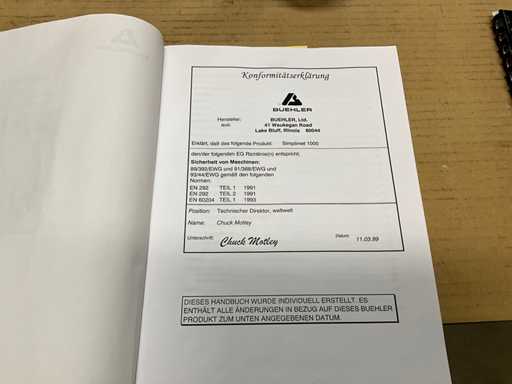 Konformitätserklärung
BUEHLER
Hersteller: BUEHLER, Ltd.
aus: 41 Waukegan Road
Lake Bluff, Illinois 60044
Erklärt, daß das folgende Produkt: Simplimet 1000
den/der folgenden EG Richtlinie(n) entspricht.
Sicherheit von Maschinen:
89/392/EWG und 91/368/EWG und
93/44/EWG gemäß den folgenden
Normen:
EN 292 TEIL 1 1991
EN 292 TEIL 2 1991
EN 60204 TEIL 1 1993
Position: Technischer Direktor, weltweit
Name: Chuck Motley
Unterschrift: Chuck Motley Datum: 11.03.99
DIESES HANDBUCH WURDE INDIVIDUELL ERSTELLT. ES
ENTHÄLT ALLE ÄNDERUNGEN IN BEZUG AUF DIESES BUEHLER
PRODUKT ZUM UNTEN ANGEGEBENEN DATUM.